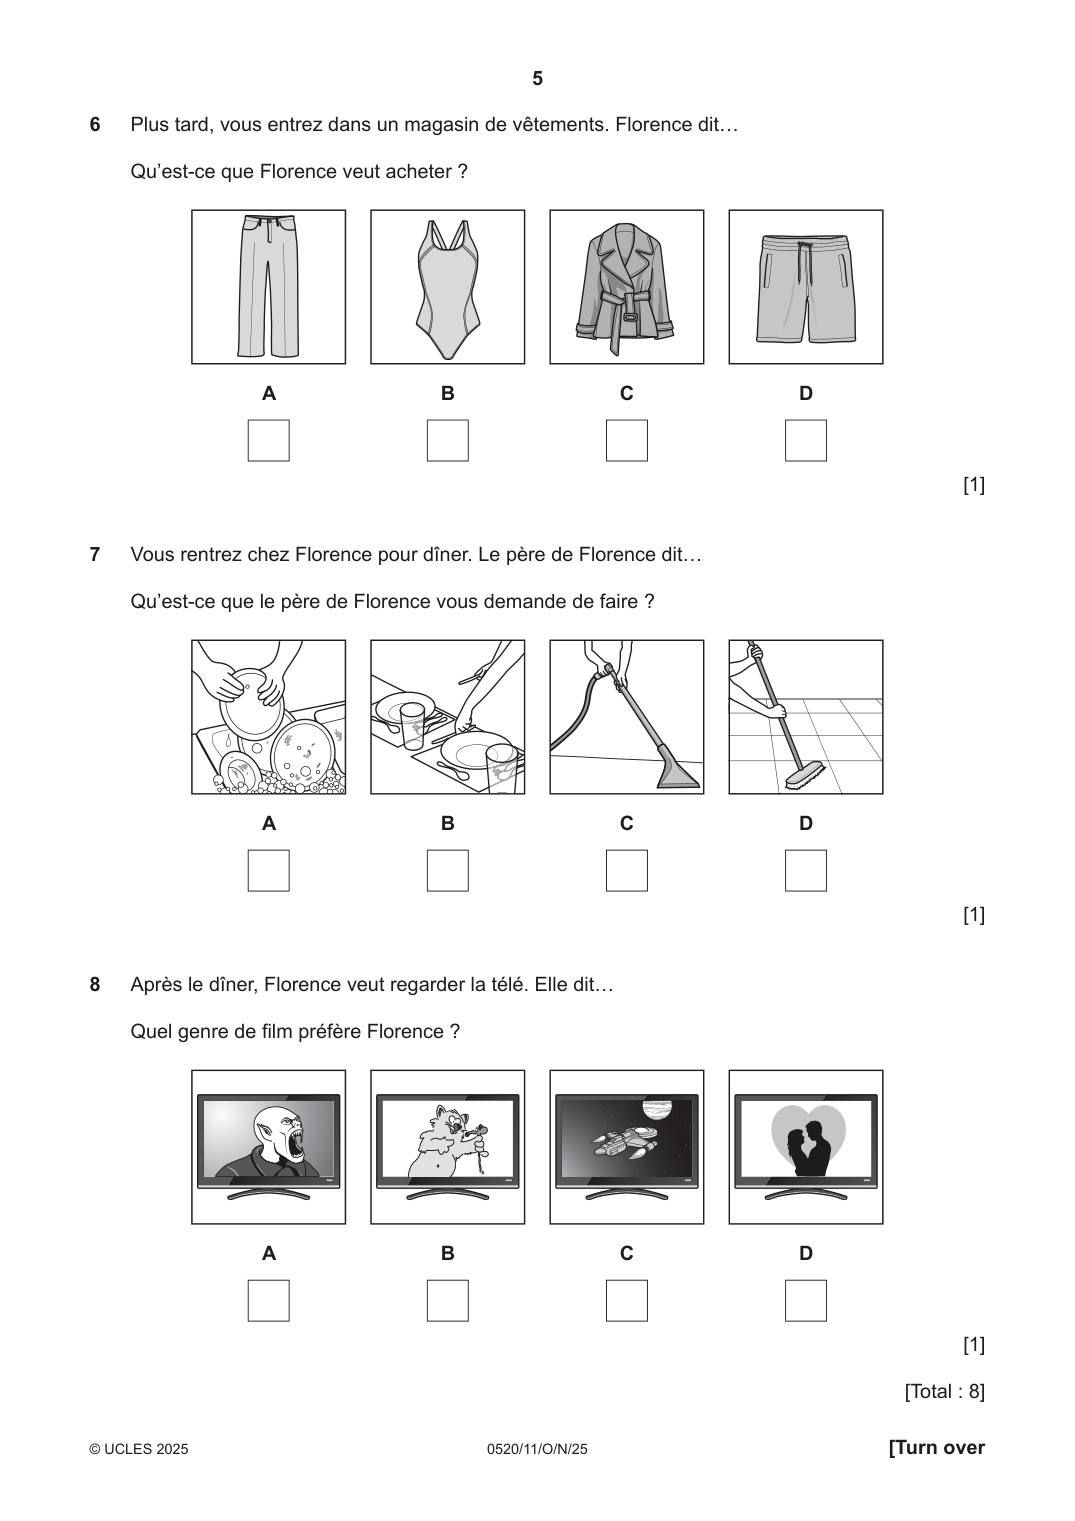 5
6 Plus tard, vous entrez dans un magasin de vêtements. Florence dit…
Qu’est-ce que Florence veut acheter ?
A B C D
[1]
7 Vous rentrez chez Florence pour dîner. Le père de Florence dit…
Qu’est-ce que le père de Florence vous demande de faire ?
A B C D
[1]
8 Après le dîner, Florence veut regarder la télé. Elle dit…
Quel genre de film préfère Florence ?
A B C D
[1]
[Total : 8]
© UCLES 2025 0520/11/O/N/25 [Turn over